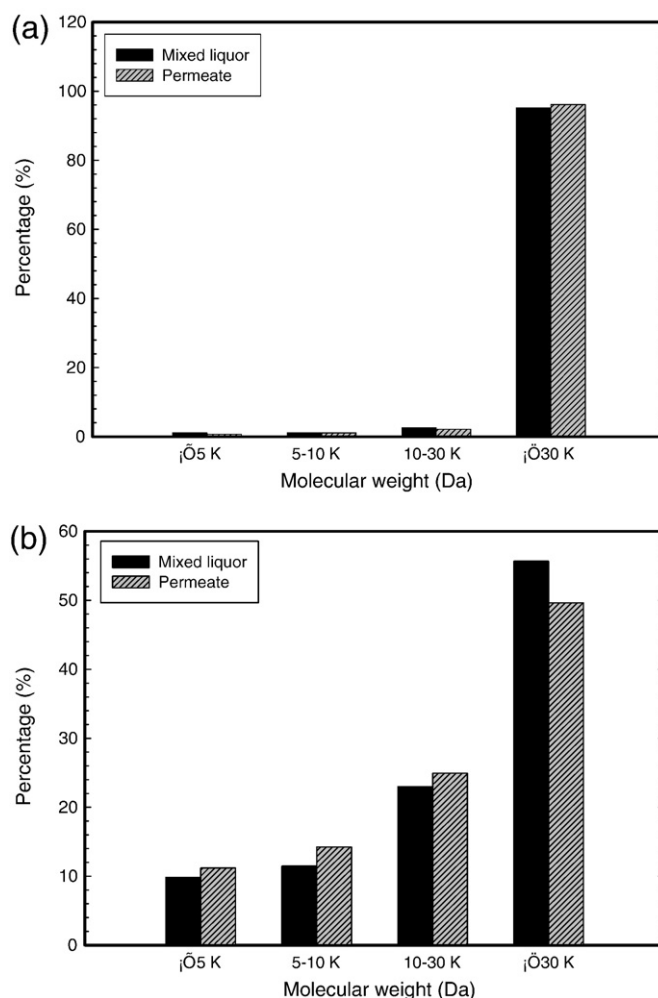 (a)
Mixed liquor
Permeate
120
100
80
60
40
20
0
Percentage (%)
¡Õ5 K 5-10 K 10-30 K ¡Ö30 K
Molecular weight (Da)
(b)
Mixed liquor
Permeate
60
50
40
30
20
10
0
Percentage (%)
¡Õ5 K 5-10 K 10-30 K ¡Ö30 K
Molecular weight (Da)